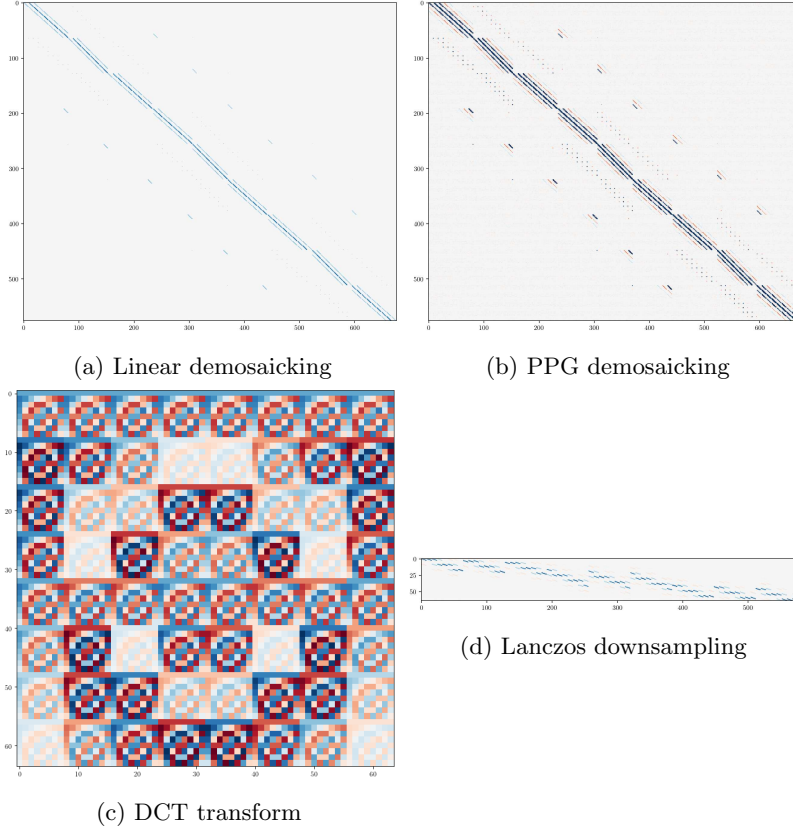 0
100
200
300
400
500
0 100 200 300 400 500 600
(a) Linear demosaicking
0
100
200
300
400
500
0 100 200 300 400 500 600
(b) PPG demosaicking
0
10
20
30
40
50
60
0 10 20 30 40 50 60
(c) DCT transform
0
25
50
0 100 200 300 400 500
(d) Lanczos downsampling